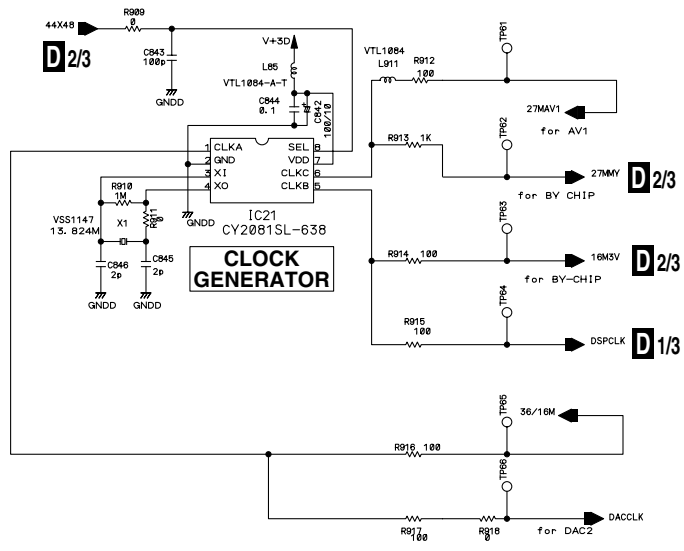 44X48
R909
0
D 2/3
C843
100p
GNDD
V+3D
L85
VTL1084-A-T
C844
0.1
C842
100/10
VTL1084
L911
R912
100
TP61
27MAV1
for AV1
R913 1K
TP62
27MMY
D 2/3
for BY CHIP
1 CLKA
2 GND
3 XI
4 XO
SEL 8
VDD 7
CLKC 6
CLKB 5
IC21
CY2081SL-638
GNDD
CLOCK
GENERATOR
R910
1M
VSS1147
13.824M
X1
R911
0
C846
2p
C845
2p
GNDD
GNDD
TP63
R914
100
16M3V
D 2/3
for BY-CHIP
TP64
R915
100
DSPCLK
D 1/3
TP65
36/16M
R916 100
TP66
R917
100
R918
0
for DAC2
DACCLK